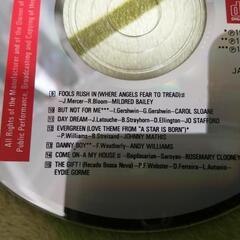 All Rights of the Manufacturer and of the Owner of
Public Performance, Broadcasting and Copying of
9 FOOLS RUSH IN (WHERE ANGELS FEAR TO TREAD)
-J.Mercer-R.Bloom- MILDRED BAILEY
10 BUT NOT FOR ME** -I.Gershwin-G.Gershwin- CAROL SLOANE
11 DAY DREAM -J.Latouche-B.Strayhorn-D.Ellington- JO STAFFORD
12 EVERGREEN (LOVE THEME FROM "A STAR IS BORN")*
-P.Williams-B.Streisand- JOHNNY MATHIS
13 DANNY BOY** -F.Weatherly- ANDY WILLIAMS
14 COME ON-A MY HOUSE -Bagdasarian-Saroyan- ROSEMARY CLOONEY
15 THE GIFT! (Recado Bossa Nova) -P.F.Webster-D.Ferreira-L.Antonio-
EYDIE GORME
JA